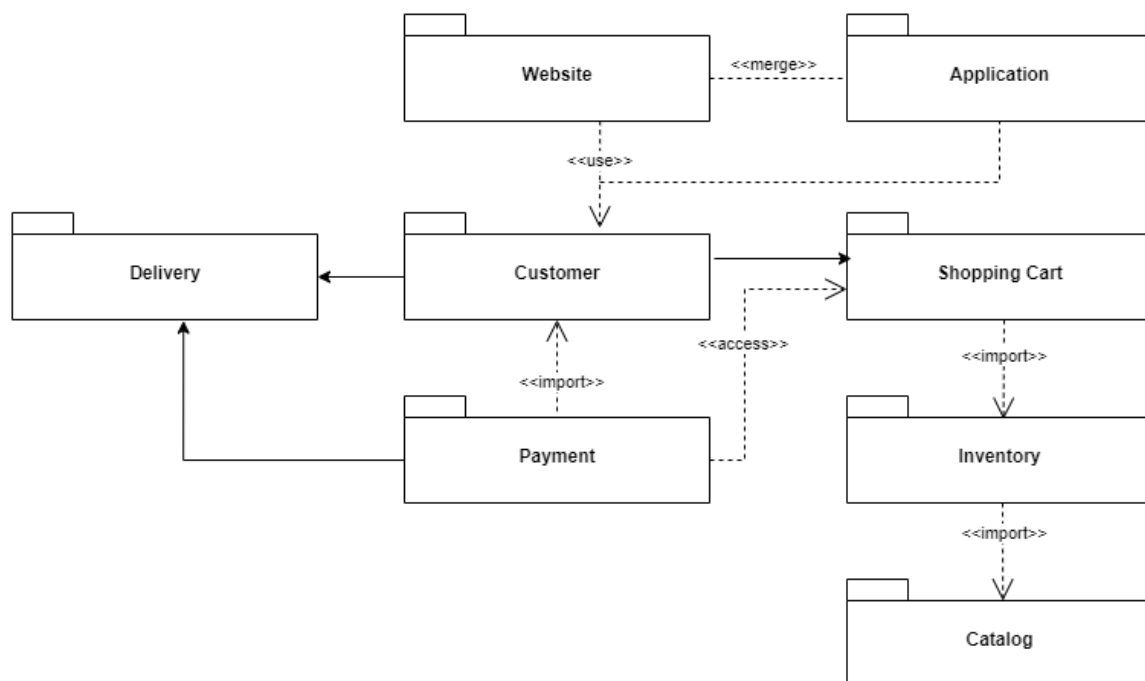 Website
<<merge>>
Application
<<use>>
Delivery
Customer
Shopping Cart
<<access>>
<<import>>
<<import>>
Payment
Inventory
<<import>>
Catalog